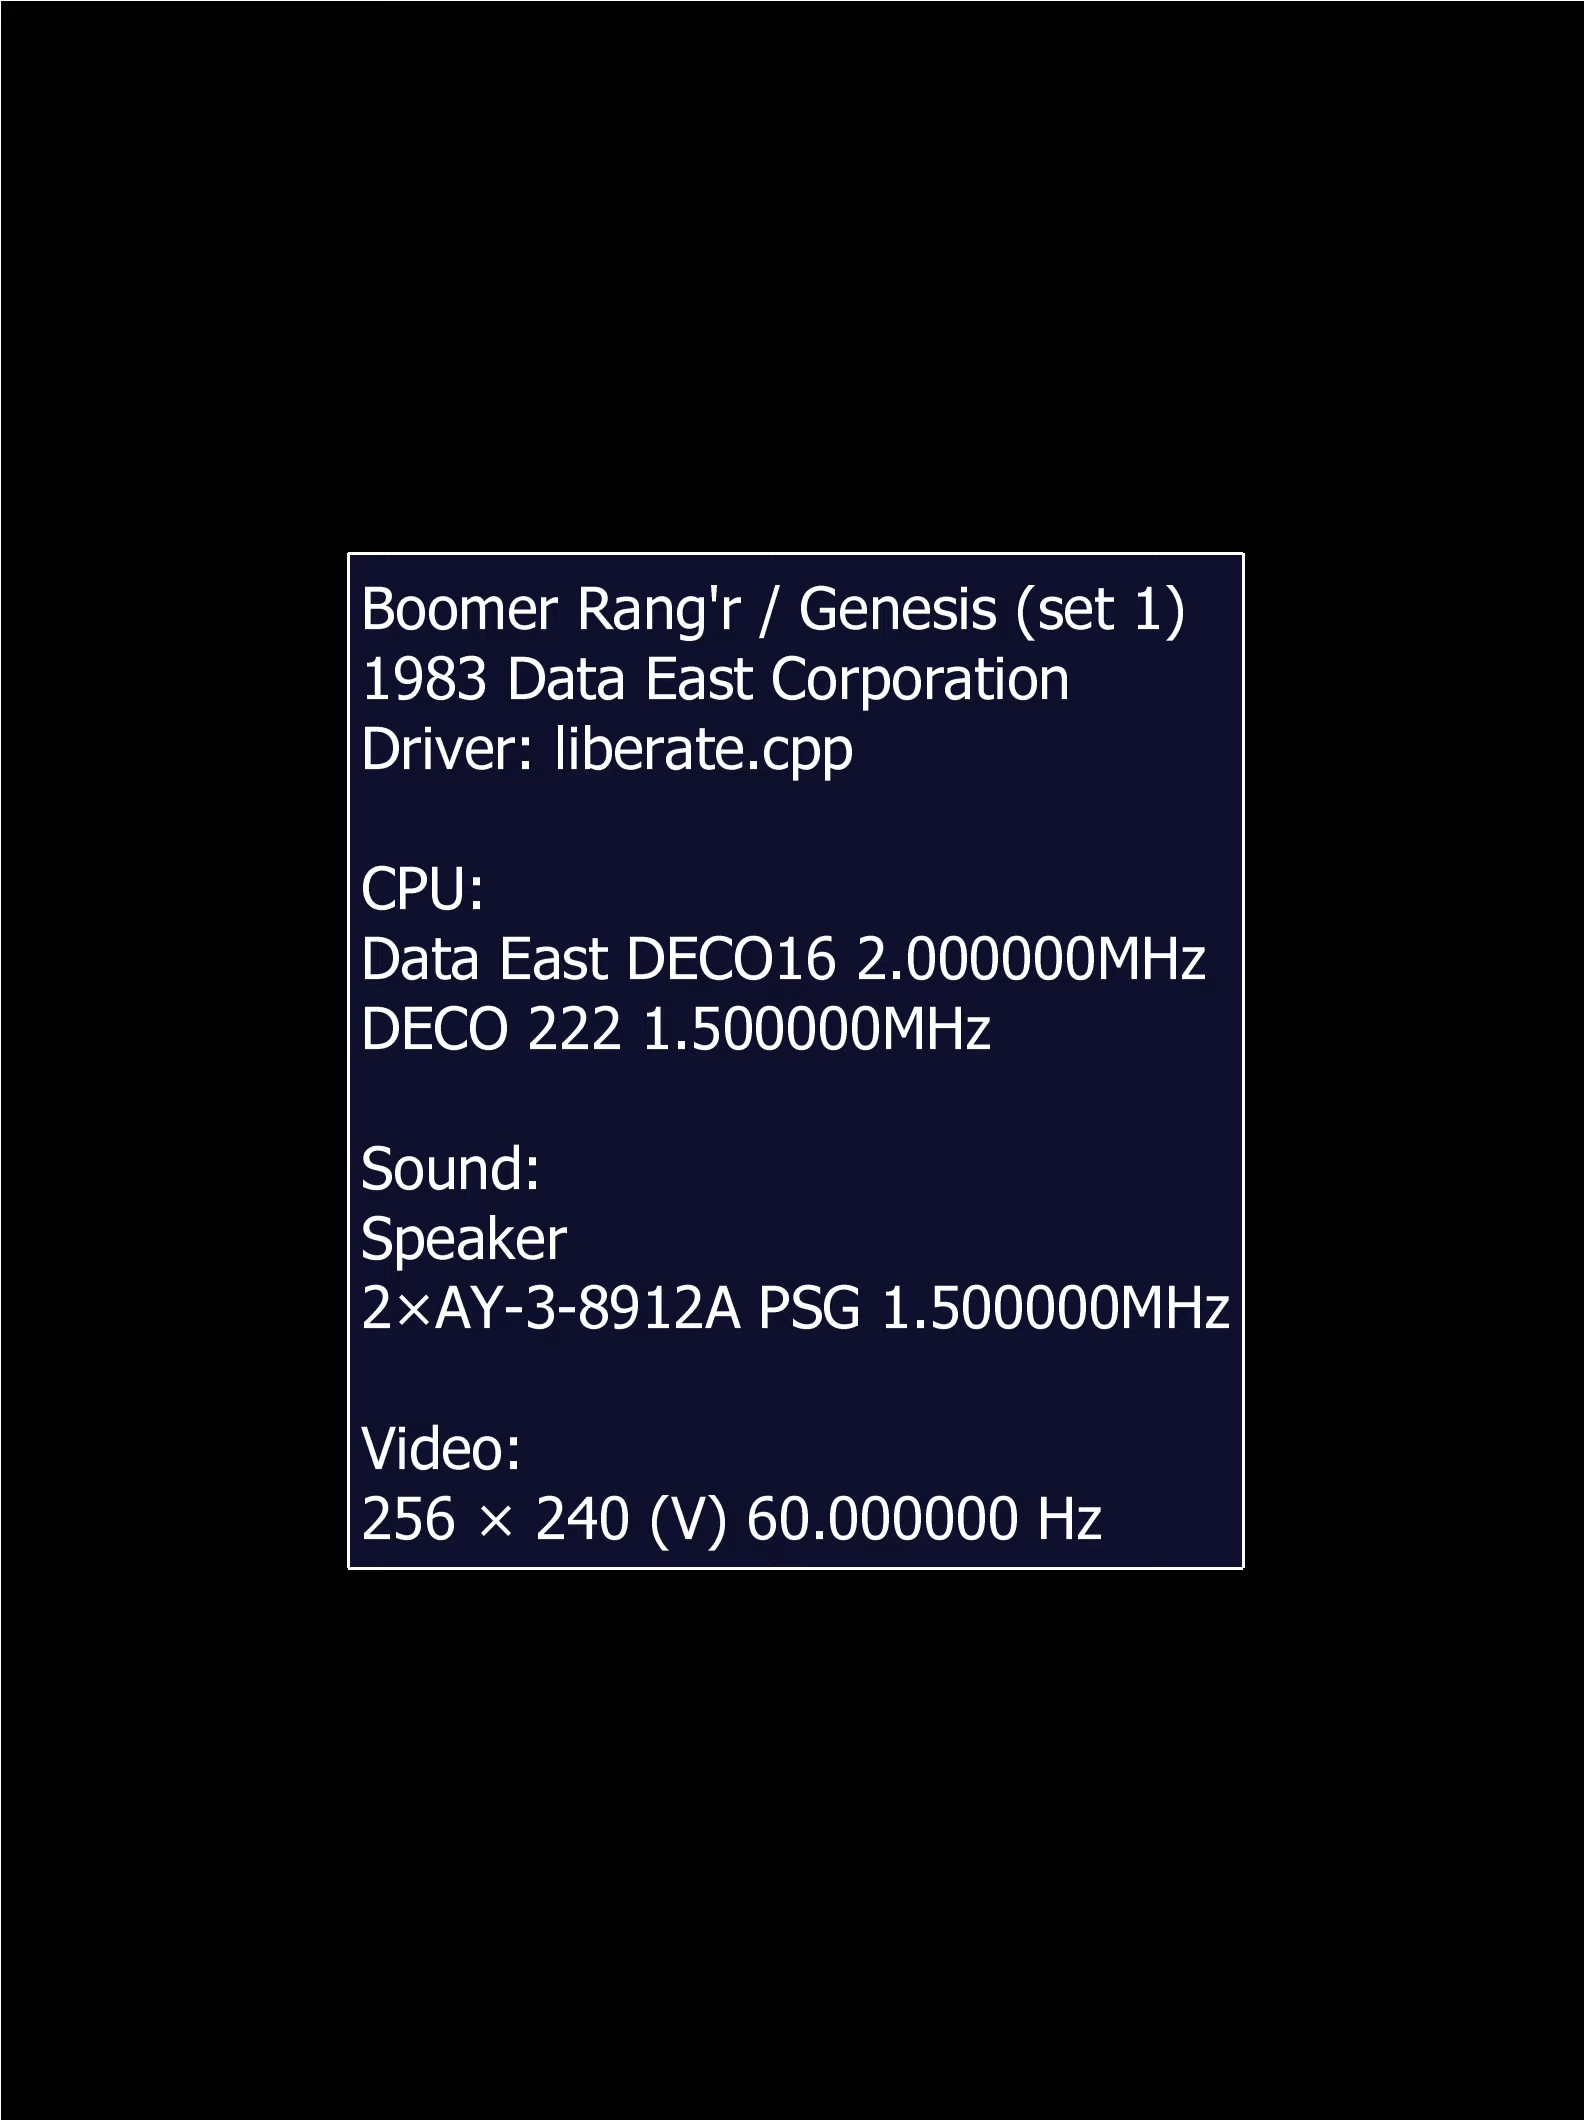 Boomer Rang'r / Genesis (set 1)
1983 Data East Corporation
Driver: liberate.cpp
CPU:
Data East DECO16 2.000000MHz
DECO 222 1.500000MHz
Sound:
Speaker
2×AY-3-8912A PSG 1.500000MHz
Video:
256 × 240 (V) 60.000000 Hz